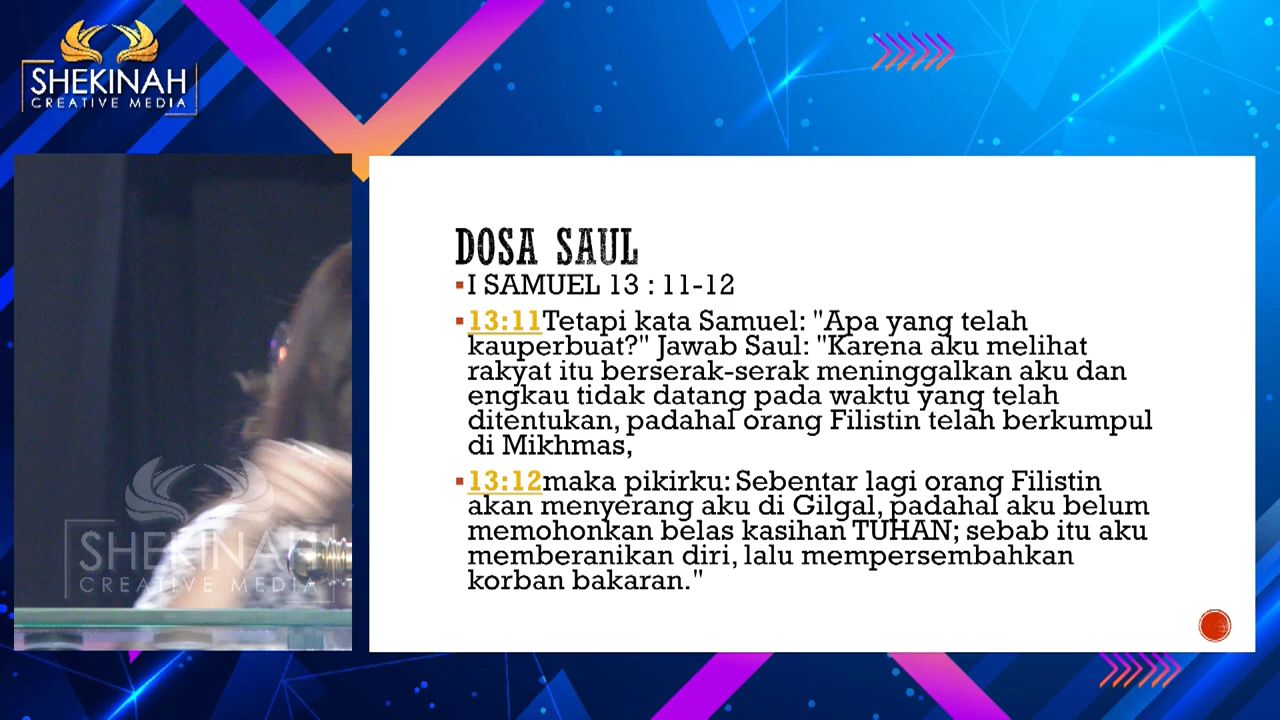 SHEKINAH
CREATIVE MEDIA
DOSA SAUL
I SAMUEL 13 : 11-12
13:11Tetapi kata Samuel: "Apa yang telah
kauperbuat?" Jawab Saul: "Karena aku melihat
rakyat itu berserak-serak meninggalkan aku dan
engkau tidak datang pada waktu yang telah
ditentukan, padahal orang Filistin telah berkumpul
di Mikhmas,
13:12maka pikirku: Sebentar lagi orang Filistin
akan menyerang aku di Gilgal, padahal aku belum
memohonkan belas kasihan TUHAN; sebab itu aku
memberanikan diri, lalu mempersembahkan
korban bakaran."
SHEKINAH
CREATIVE MEDIA